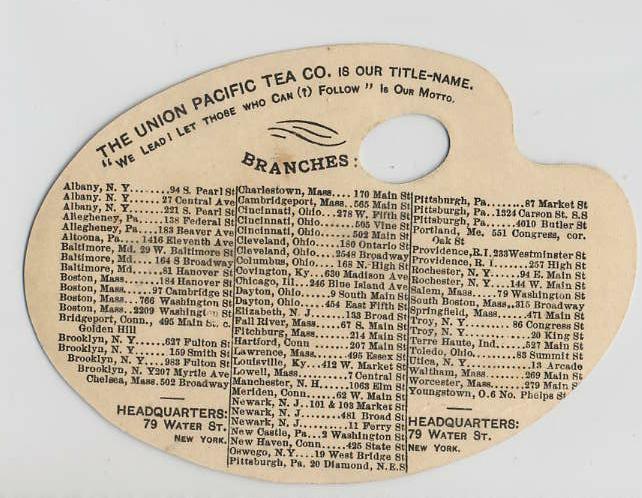 THE UNION PACIFIC TEA CO. IS OUR TITLE-NAME.
"WE LEAD! LET THOSE WHO CAN (?) FOLLOW" IS OUR MOTTO.
BRANCHES:
Albany, N. Y.......94 S. Pearl St
Albany, N. Y.......27 Central Ave
Albany, N. Y......221 S. Pearl St
Allegheney, Pa.....138 Federal St
Allegheney, Pa....183 Beaver Ave
Altoona, Pa.....1416 Eleventh Ave
Baltimore, Md. 29 W. Baltimore St
Baltimore, Md.....164 S Broadway
Baltimore, Md......81 Hanover St
Boston, Mass.......184 Hanover St
Boston, Mass......97 Cambridge St
Boston, Mass...766 Washington St
Boston, Mass..2209 Washington
Bridgeport, Conn., 495 Main St. c.
Golden Hill
Brooklyn, N. Y......627 Fulton St
Brooklyn, N. Y.......159 Smith St
Brooklyn, N. Y......983 Fulton St
Brooklyn, N. Y 207 Myrtle Ave
Chelsea, Mass. 502 Broadway
HEADQUARTERS:
79 WATER ST.
NEW YORK.
Charlestown, Mass.... 170 Main St
Cambridgeport, Mass..565 Main St
Cincinnati, Ohio...278 W. Fifth St
Cincinnati, Ohio........595 Vine St
Cincinnati, Ohio........502 Main St
Cleveland, Ohio.....180 Ontario St
Cleveland, Ohio....2548 Broadway
Columbus, Ohio....168 N. High St
Covington, Ky...630 Madison Ave
Chicago, Ill...246 Blue Island Ave
Dayton, Ohio.......9 South Main St
Dayton, Ohio.....454 East Fifth St
Elizabeth, N. J......133 Broad St
Fall River, Mass......67 S. Main St
Fitchburg, Mass.......214 Main St
Hartford, Conn........207 Main St
Lawrence, Mass......495 Essex St
Louisville, Ky...412 W. Market St
Lowell, Mass..........7 Central St
Manchester, N. H......1063 Elm St
Meriden, Conn......62 W. Main St
Newark, N. J...101 & 103 Market St
Newark, N. J.........481 Broad St
Newark, N. J.........11 Ferry St
New Castle, Pa...2 Washington St
New Haven, Conn....425 State St
Oswego, N. Y....19 West Bridge St
Pittsburgh, Pa. 20 Diamond, N.E.S
Pittsburgh, Pa........87 Market St
Pittsburgh, Pa..1924 Carson St. S.S
Pittsburgh, Pa......4010 Butler St
Portland, Me. 551 Congress, cor.
Oak St
Providence, R.I. 233 Westminster St
Providence, R. I.......257 High St
Rochester, N. Y......94 E. Main St
Rochester, N. Y.....144 W. Main St
Salem, Mass.....79 Washington St
South Boston, Mass..315 Broadway
Springfield, Mass......471 Main St
Troy, N. Y...........86 Congress St
Troy, N. Y..............90 King St
Terre Haute, Ind......527 Main St
Toledo, Ohio.........83 Summit St
Utica, N. Y.............13 Arcade
Waltham, Mass......269 Main St
Worcester, Mass.......279 Main
Youngstown, O. 6 No. Phelps
HEADQUARTERS:
79 WATER ST.
NEW YORK.